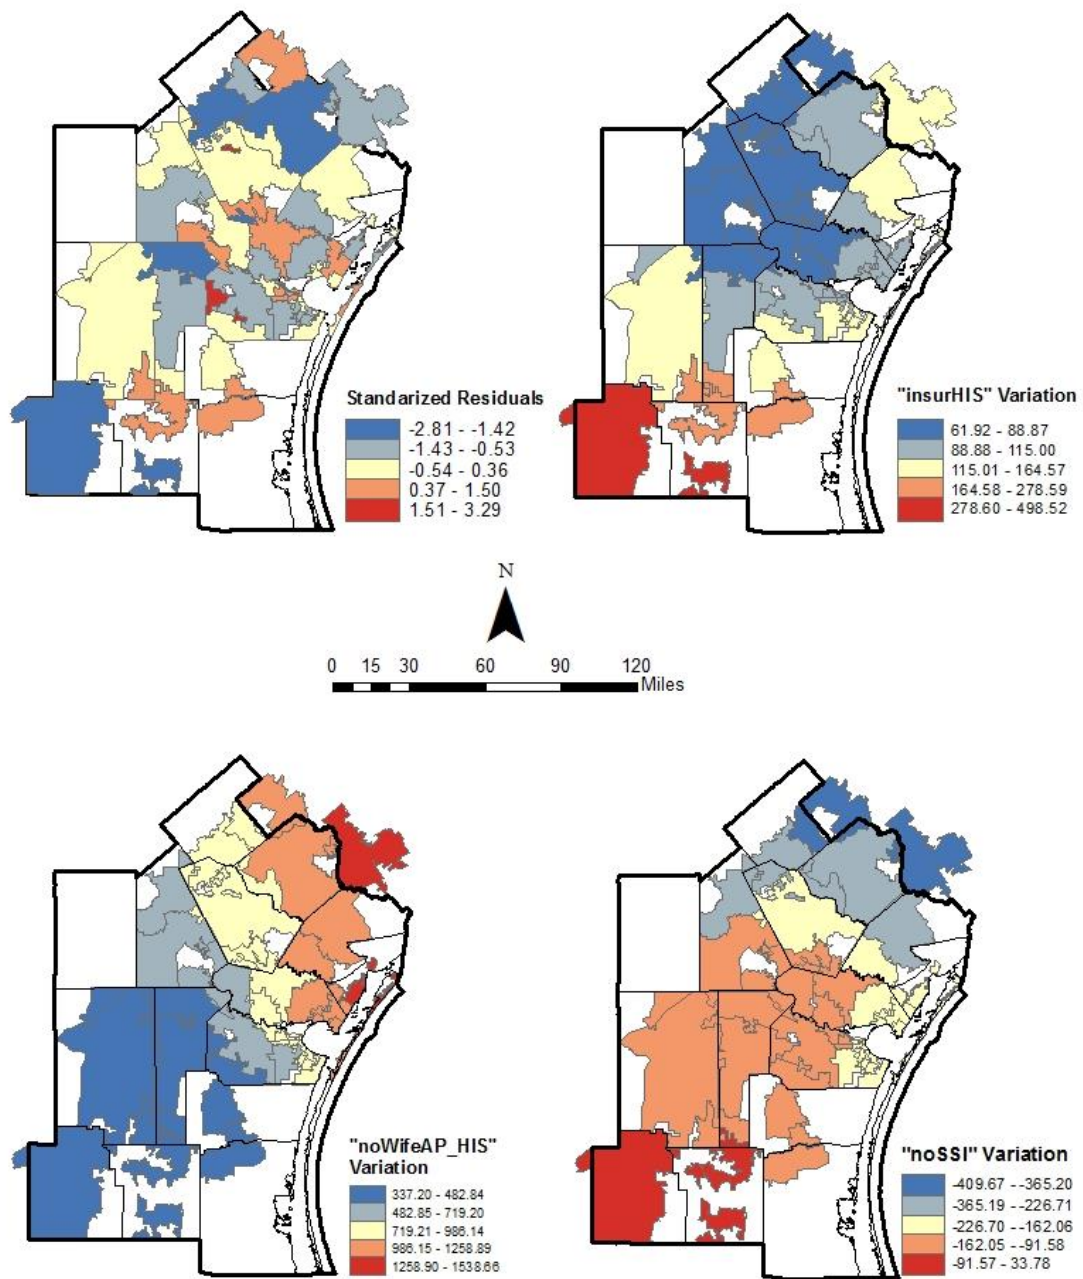 Standarized Residuals
-2.81 - -1.42
-1.43 - -0.53
-0.54 - 0.36
0.37 - 1.50
1.51 - 3.29
"insurHIS" Variation
61.92 - 88.87
88.88 - 115.00
115.01 - 164.57
164.58 - 278.59
278.60 - 498.52
N
0 15 30 60 90 120
Miles
"noWifeAP_HIS"
Variation
337.20 - 482.84
482.85 - 719.20
719.21 - 986.14
986.15 - 1258.89
1258.90 - 1538.66
"noSSI" Variation
-409.67 - -365.20
-365.19 - -226.71
-226.70 - -162.06
-162.05 - -91.58
-91.57 - 33.78